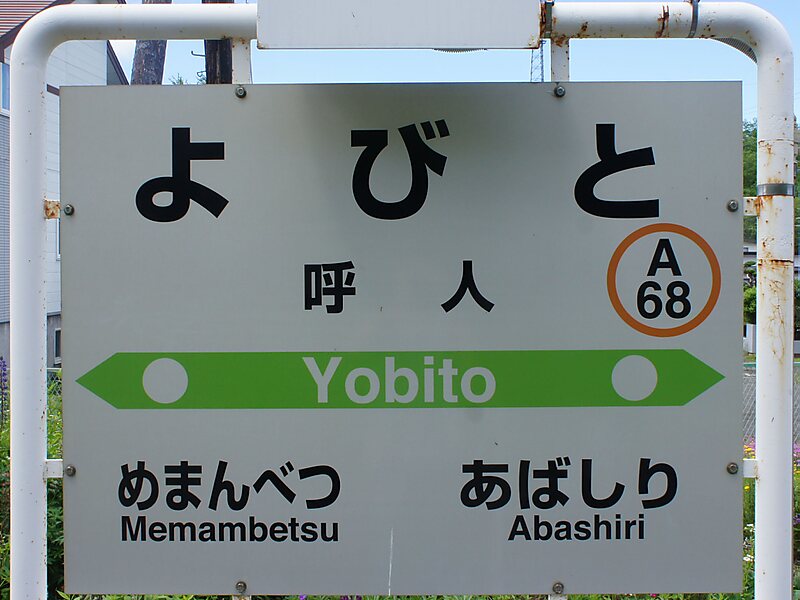 よびと
呼人
A
68
Yobito
めまんべつ
Memambetsu
あばしり
Abashiri